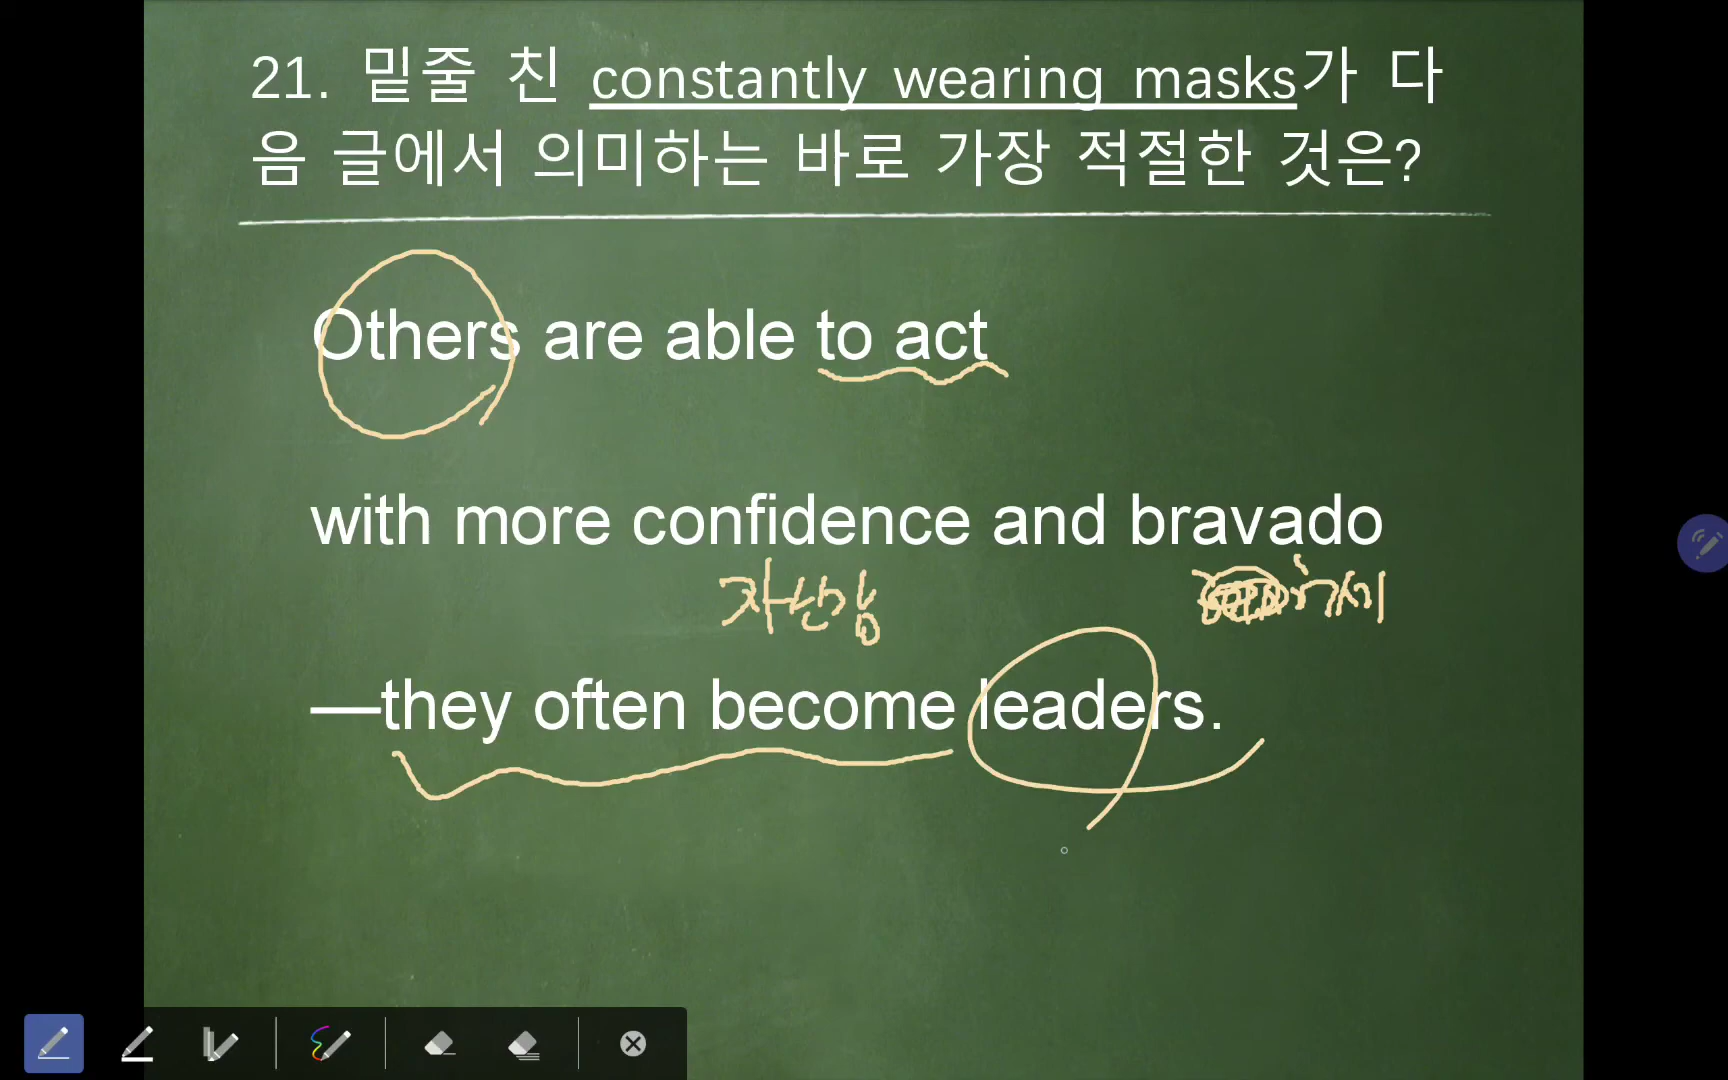 21. 밑줄 친 constantly wearing masks가 다
음 글에서 의미하는 바로 가장 적절한 것은?
Others are able to act
with more confidence and bravado
자신감
—they often become leaders.